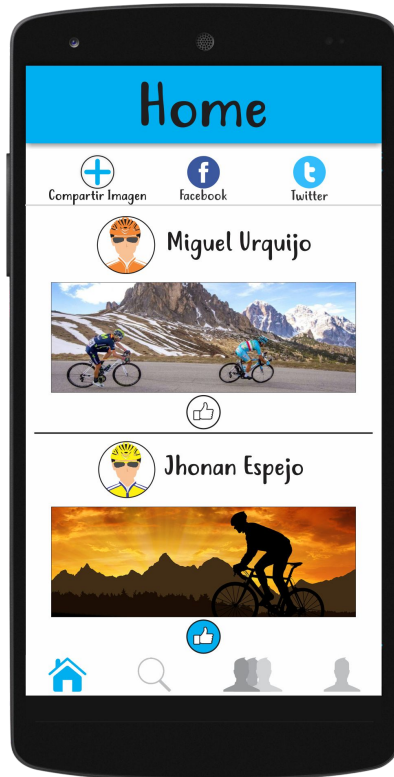 Home
Compartir Imagen
Facebook
Twitter
Miguel Urquijo
Jhonan Espejo